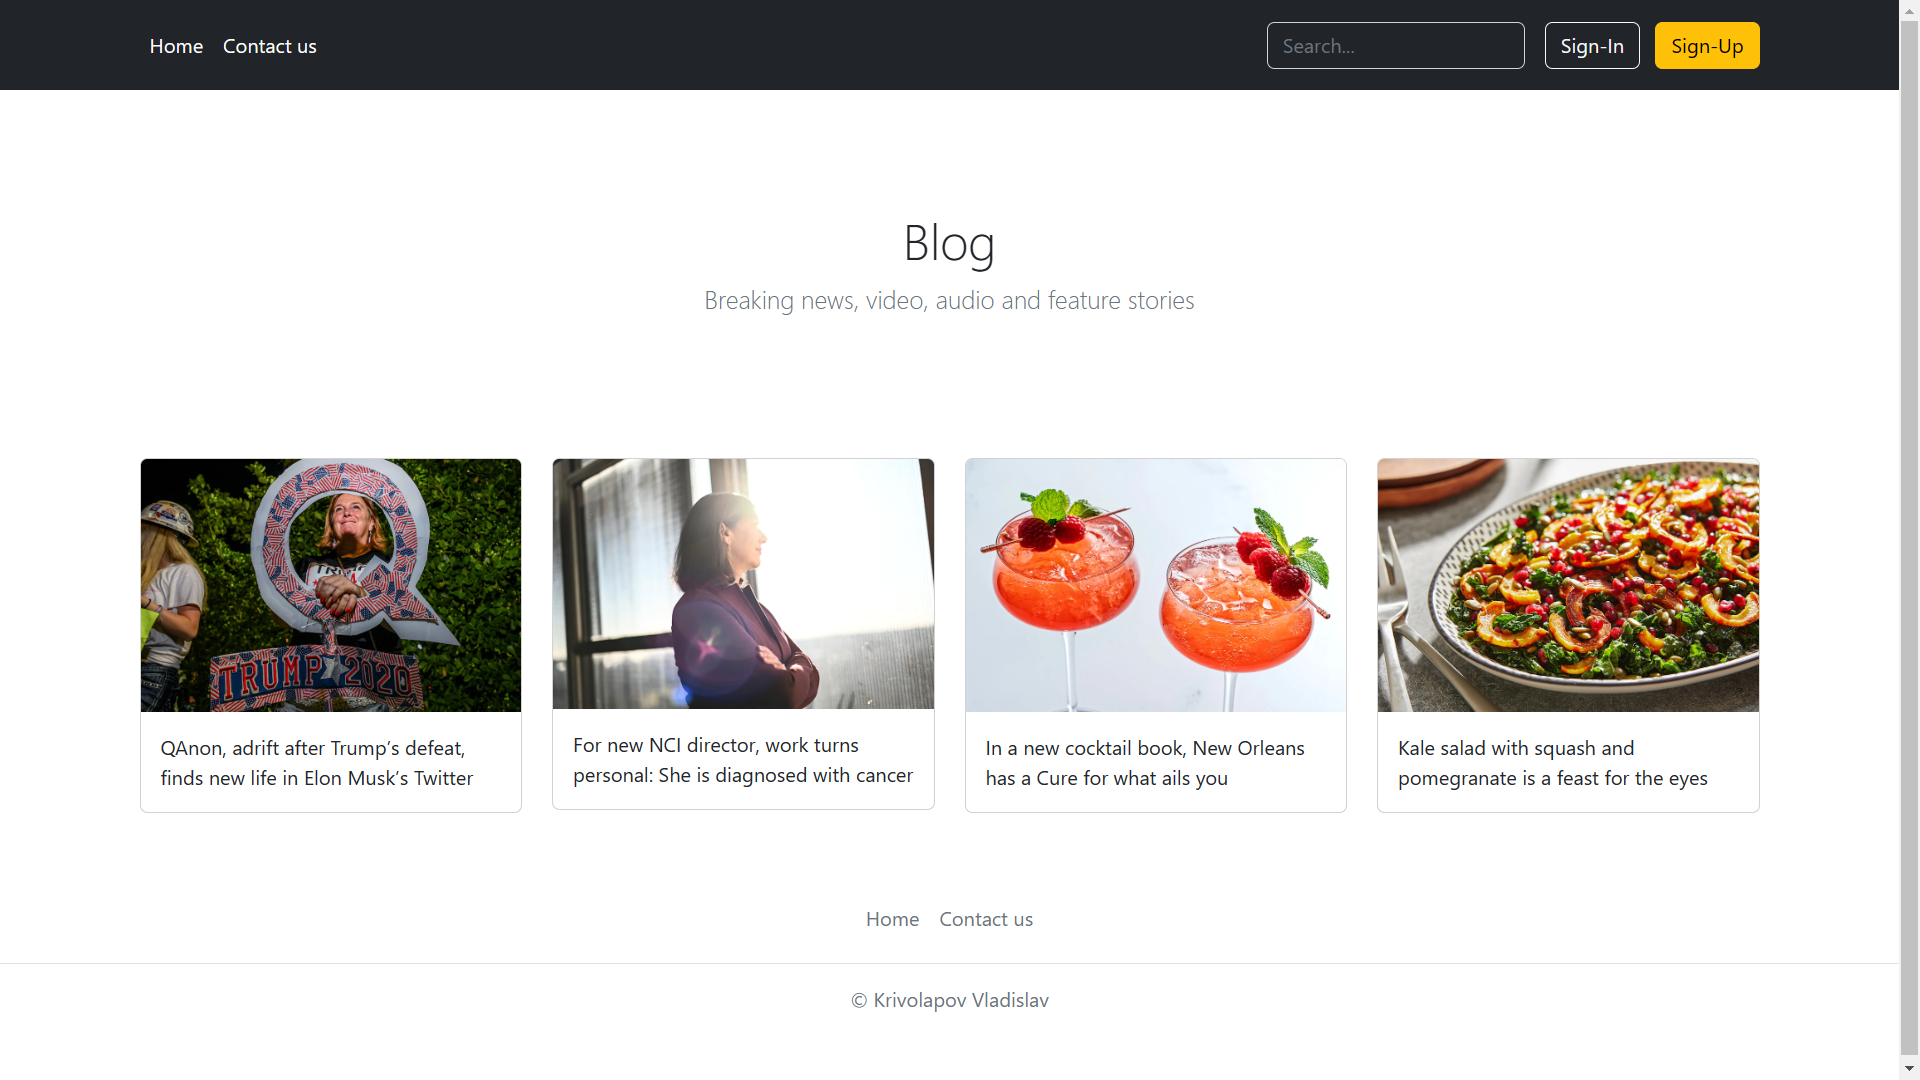 Home Contact us Search... Sign-In Sign-Up
Blog
Breaking news, video, audio and feature stories
TRUMP 2020
QAnon, adrift after Trump’s defeat,
finds new life in Elon Musk’s Twitter
For new NCI director, work turns
personal: She is diagnosed with cancer
In a new cocktail book, New Orleans
has a Cure for what ails you
Kale salad with squash and
pomegranate is a feast for the eyes
Home Contact us
© Krivolapov Vladislav